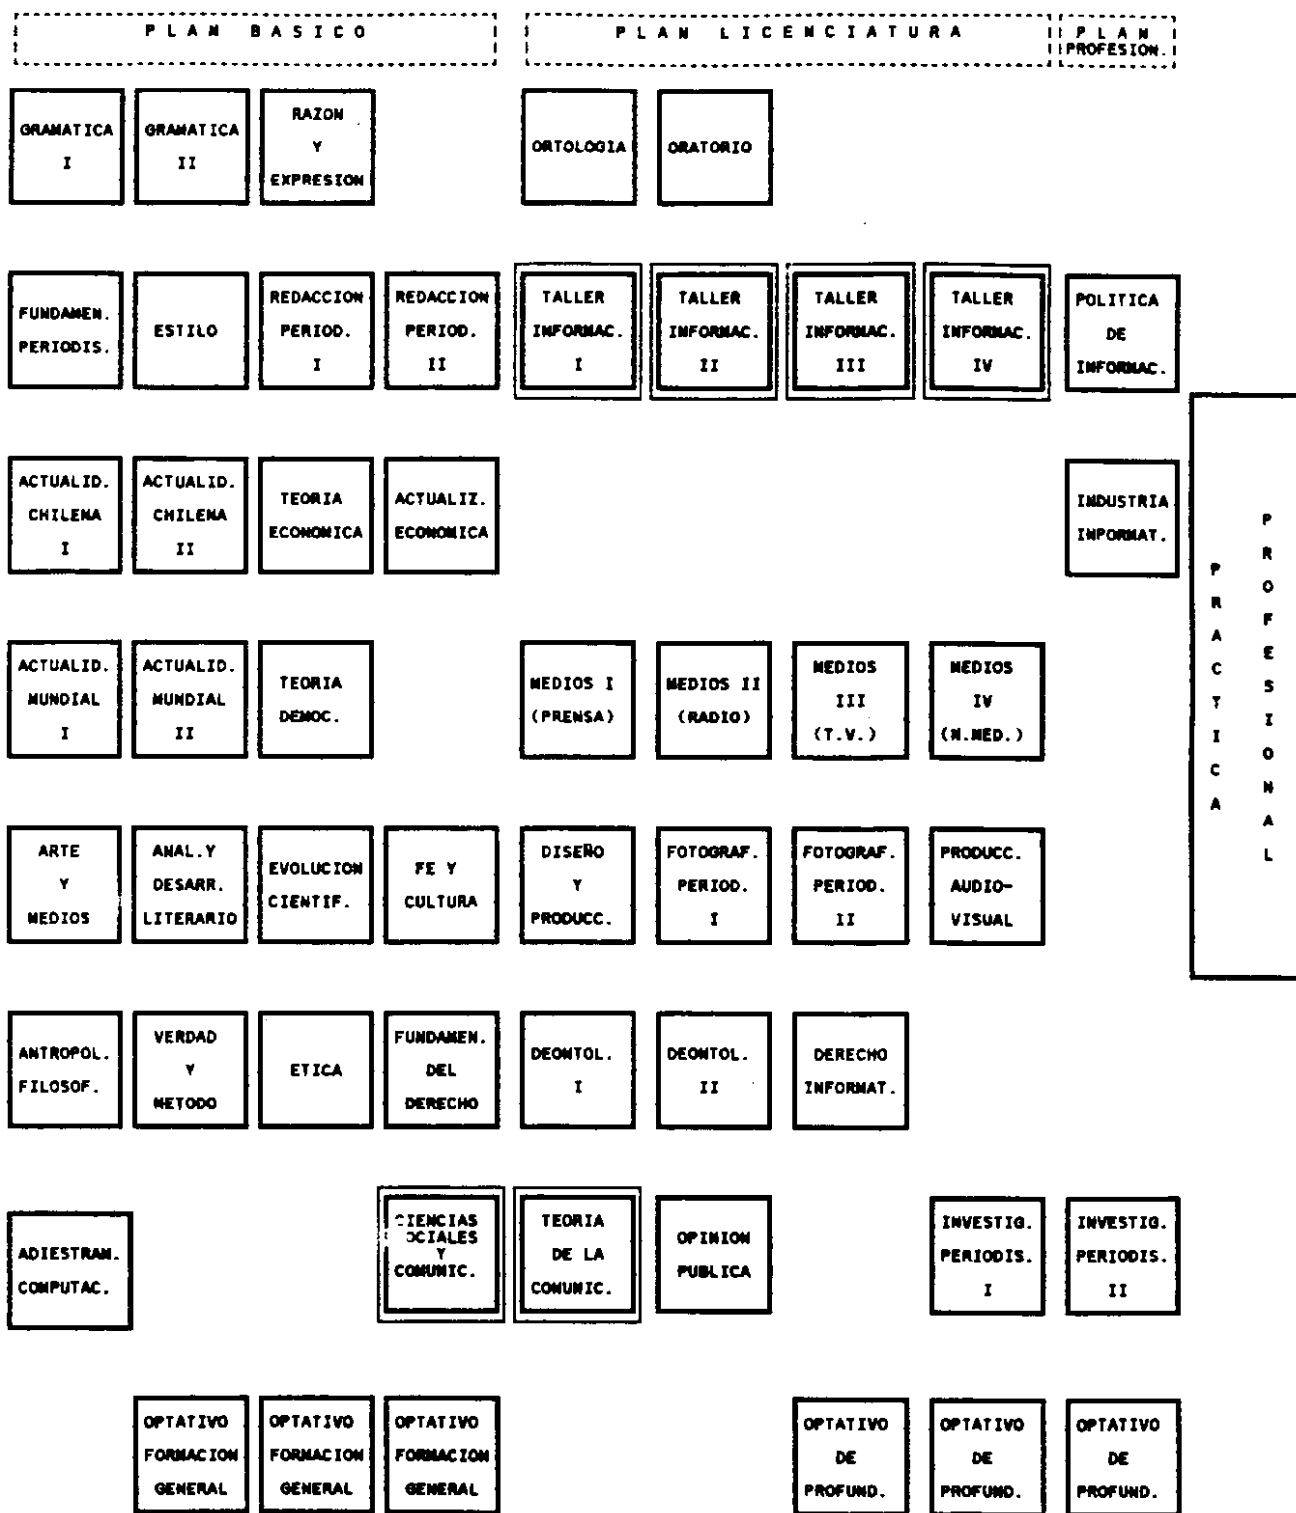 PLAN BASICO
PLAN LICENCIATURA
PLAN
PROFESION.
GRAMATICA
I
GRAMATICA
II
RAZON
Y
EXPRESION
ORTOLOGIA
ORATORIO
FUNDAMEN.
PERIODIS.
ESTILO
REDACCION
PERIOD.
I
REDACCION
PERIOD.
II
TALLER
INFORMAC.
I
TALLER
INFORMAC.
II
TALLER
INFORMAC.
III
TALLER
INFORMAC.
IV
POLITICA
DE
INFORMAC.
ACTUALID.
CHILENA
I
ACTUALID.
CHILENA
II
TEORIA
ECONOMICA
ACTUALIZ.
ECONOMICA
INDUSTRIA
INFORMAT.
PRACTICA
PROFESIONAL
ACTUALID.
MUNDIAL
I
ACTUALID.
MUNDIAL
II
TEORIA
DEMOC.
MEDIOS I
(PRENSA)
MEDIOS II
(RADIO)
MEDIOS
III
(T.V.)
MEDIOS
IV
(N.MED.)
ARTE
Y
MEDIOS
ANAL.Y
DESARR.
LITERARIO
EVOLUCION
CIENTIF.
FE Y
CULTURA
DISEÑO
Y
PRODUCC.
FOTOGRAF.
PERIOD.
I
FOTOGRAF.
PERIOD.
II
PRODUCC.
AUDIO-
VISUAL
ANTROPOL.
FILOSOF.
VERDAD
Y
METODO
ETICA
FUNDAMEN.
DEL
DERECHO
DEONTOL.
I
DEONTOL.
II
DERECHO
INFORMAT.
ADIESTRAM.
COMPUTAC.
CIENCIAS
SOCIALES
Y
COMUNIC.
TEORIA
DE LA
COMUNIC.
OPINION
PUBLICA
INVESTIG.
PERIODIS.
I
INVESTIG.
PERIODIS.
II
OPTATIVO
FORMACION
GENERAL
OPTATIVO
FORMACION
GENERAL
OPTATIVO
FORMACION
GENERAL
OPTATIVO
DE
PROFUND.
OPTATIVO
DE
PROFUND.
OPTATIVO
DE
PROFUND.